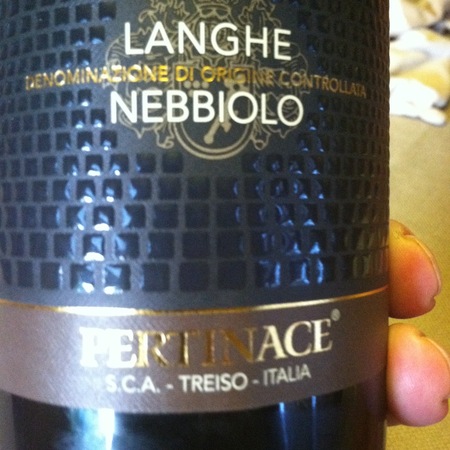 LANGHE
DENOMINAZIONE DI ORIGINE CONTROLLATA
NEBBIOLO
PERTINACE®
S.C.A. - TREISO - ITALIA